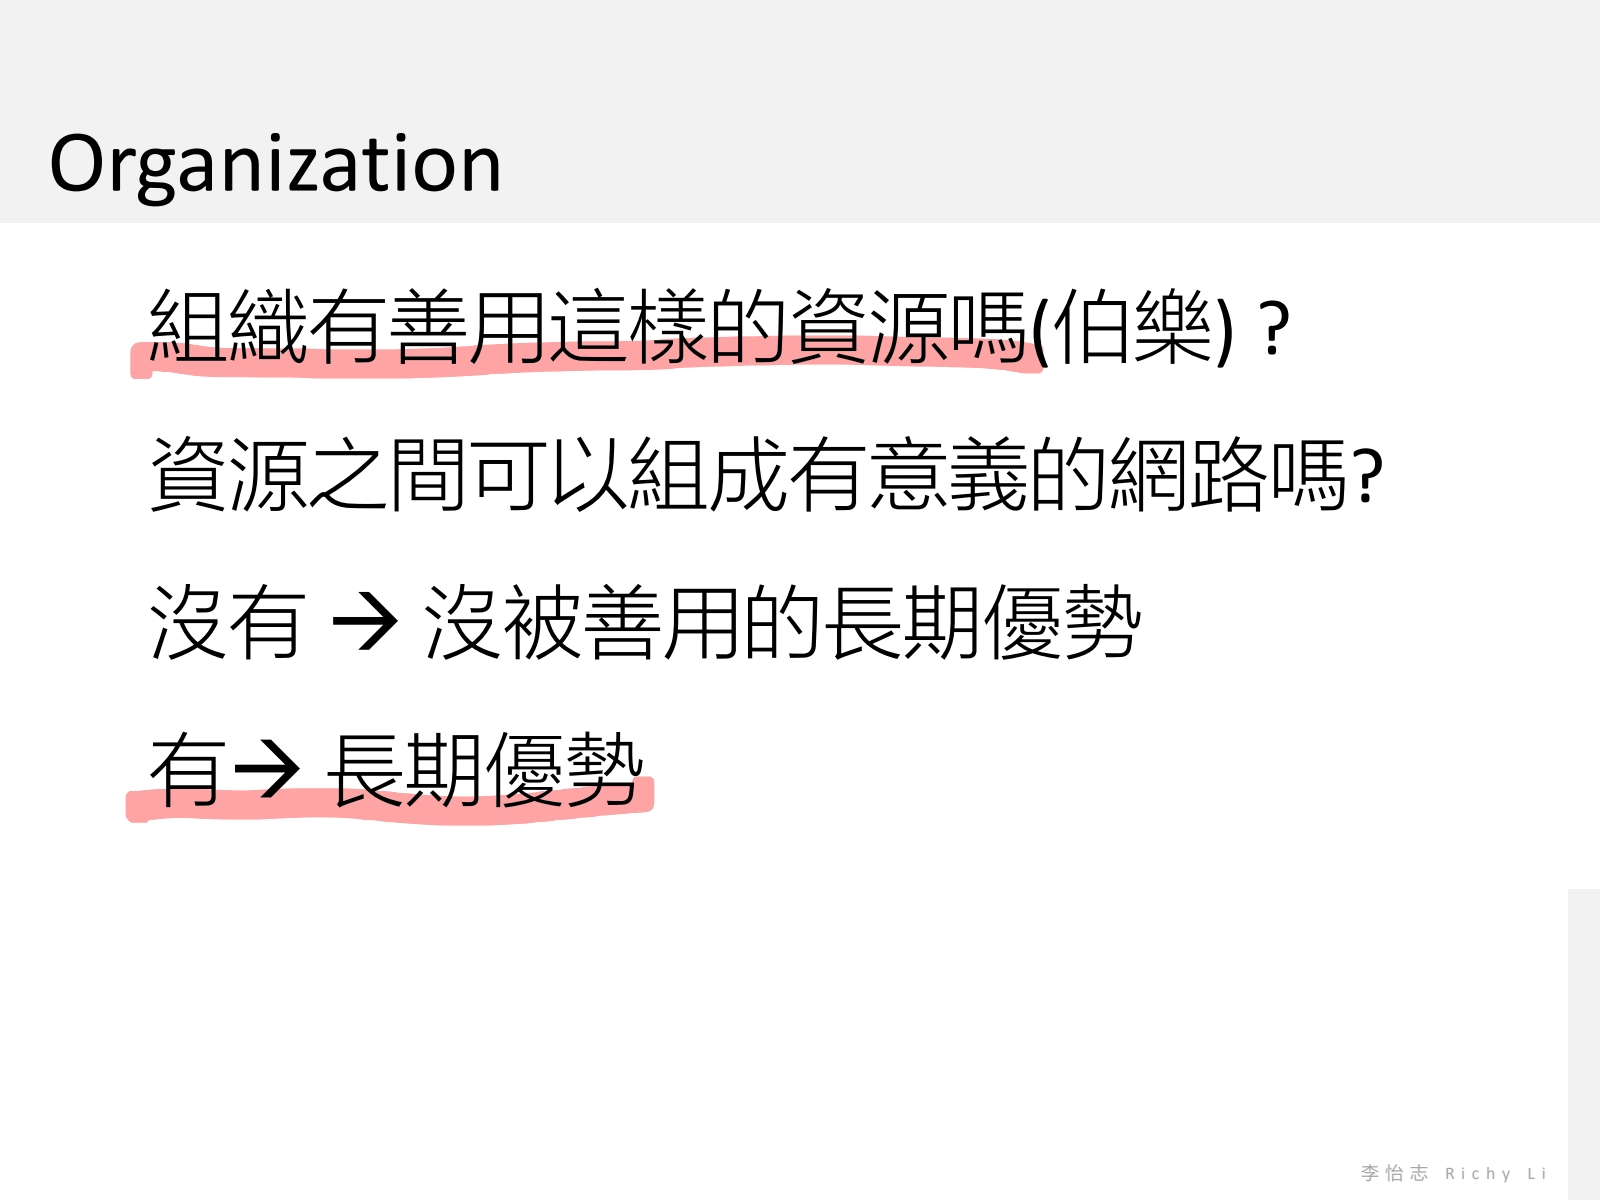 Organization
組織有善用這樣的資源嗎(伯樂) ?
資源之間可以組成有意義的網路嗎?
沒有 → 沒被善用的長期優勢
有→ 長期優勢
李怡志 Richy Li